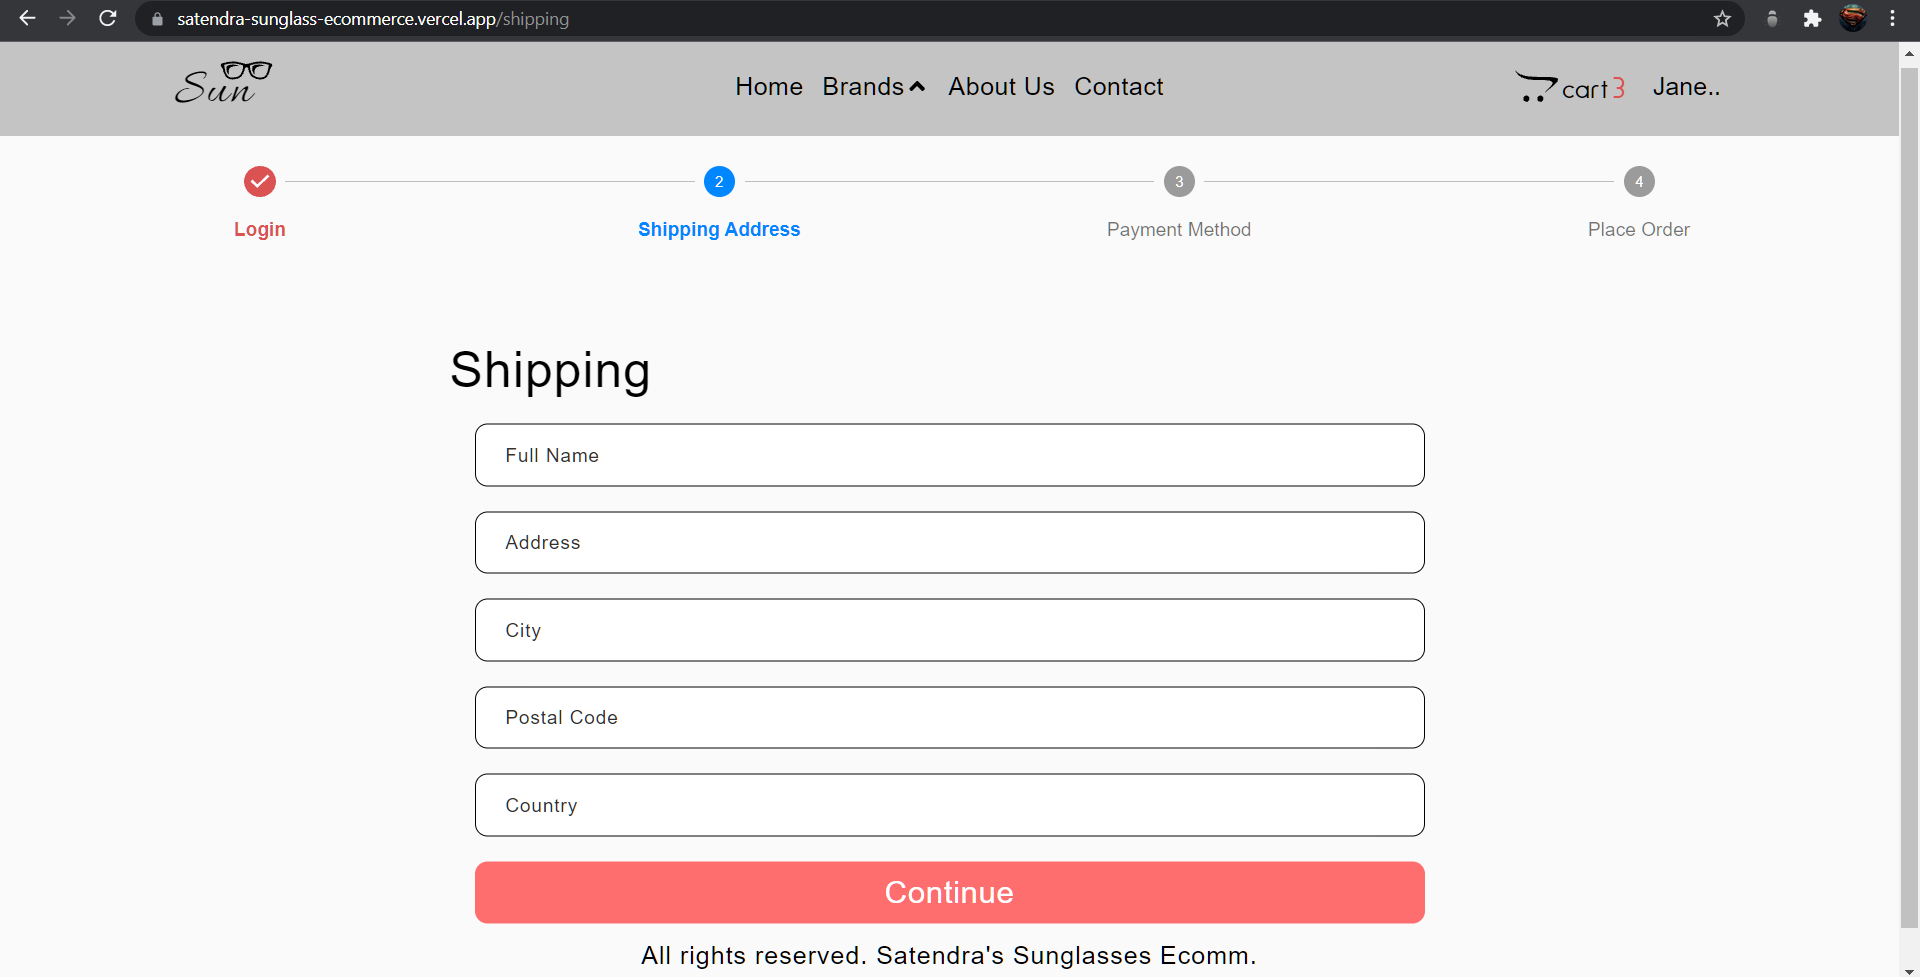 satendra-sunglass-ecommerce.vercel.app/shipping
Sun Home Brands About Us Contact cart 3 Jane..
2 3 4
Login Shipping Address Payment Method Place Order
Shipping
Full Name
Address
City
Postal Code
Country
Continue
All rights reserved. Satendra's Sunglasses Ecomm.